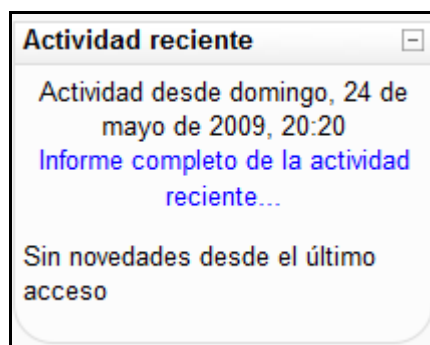 Actividad reciente
Actividad desde domingo, 24 de
mayo de 2009, 20:20
Informe completo de la actividad
reciente...
Sin novedades desde el último
acceso